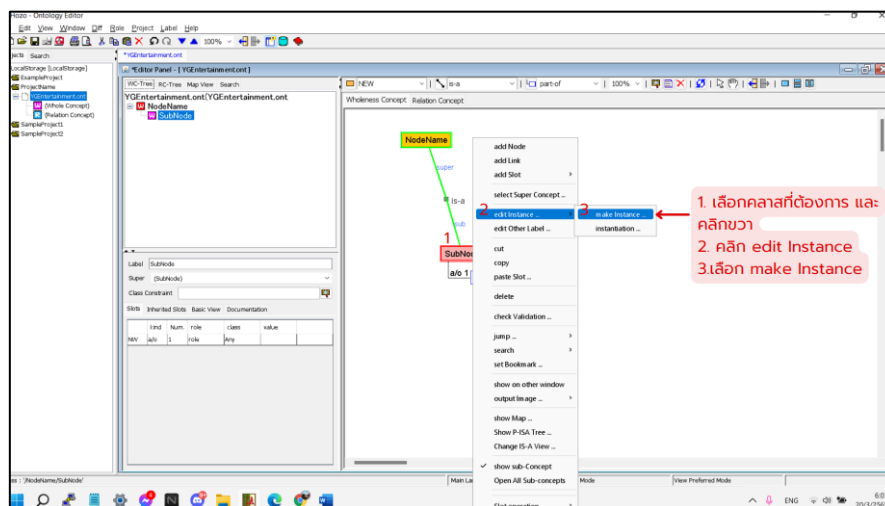 Hozo - Ontology Editor
Edit View Window Diff Role Project Label Help
100%
Search
*YGEntertainment.ont
LocalStorage [LocalStorage]
ExampleProject
ProjectName
YGEntertainment.ont
(Whole Concept)
(Relation Concept)
SampleProject1
SampleProject2
*Editor Panel - [ YGEntertainment.ont ]
WC-Tree RC-Tree Map View Search
YGEntertainment.ont(YGEntertainment.ont
W NodeName
W SubNode
NEW
is-a
part-of
100%
Wholeness Concept Relation Concept
NodeName
super
is-a
sub
1
a/o 1
add Node
add Link
add Slot
select Super Concept ...
2 edit Instance ...
3 make Instance ...
edit Other Label ...
instantiation ...
cut
copy
paste Slot ...
delete
check Validation ...
jump ...
search
set Bookmark ...
show on other window
output Image ...
show Map ...
Show P-ISA Tree ...
Change IS-A View ...
show sub-Concept
Open All Sub-concepts
Slot operation
1. เลือกคลาสที่ต้องการ และ
คลิกขวา
2. คลิก edit Instance
3.เลือก make Instance
Label SubNode
Super (SubNode)
Class Constraint
Slots Inherited Slots Basic View Documentation
kind Num. role class value
NW a/o 1 role Any
: '/NodeName/SubNode'
Mode
View Preferred Mode
ENG